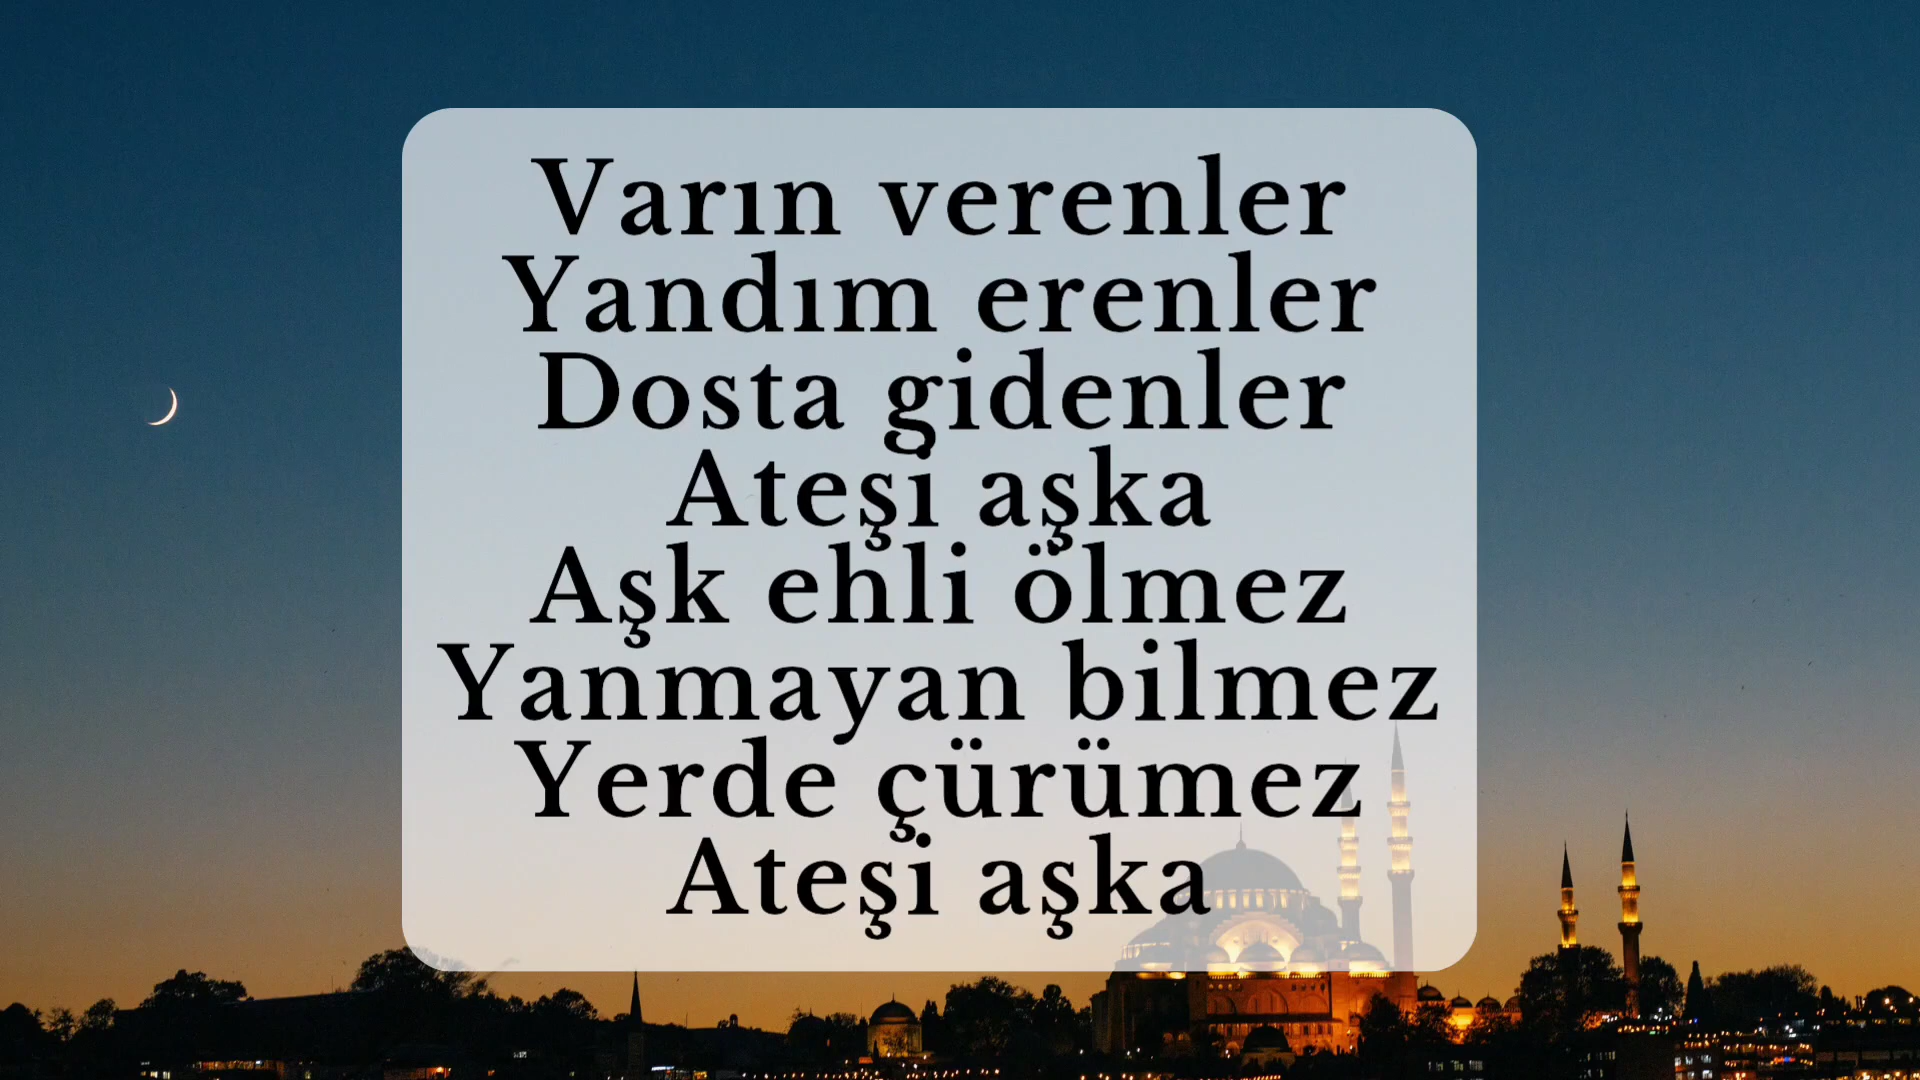 Varın verenler
Yandım erenler
Dosta gidenler
Ateşi aşka
Aşk ehli ölmez
Yanmayan bilmez
Yerde çürümez
Ateşi aşka